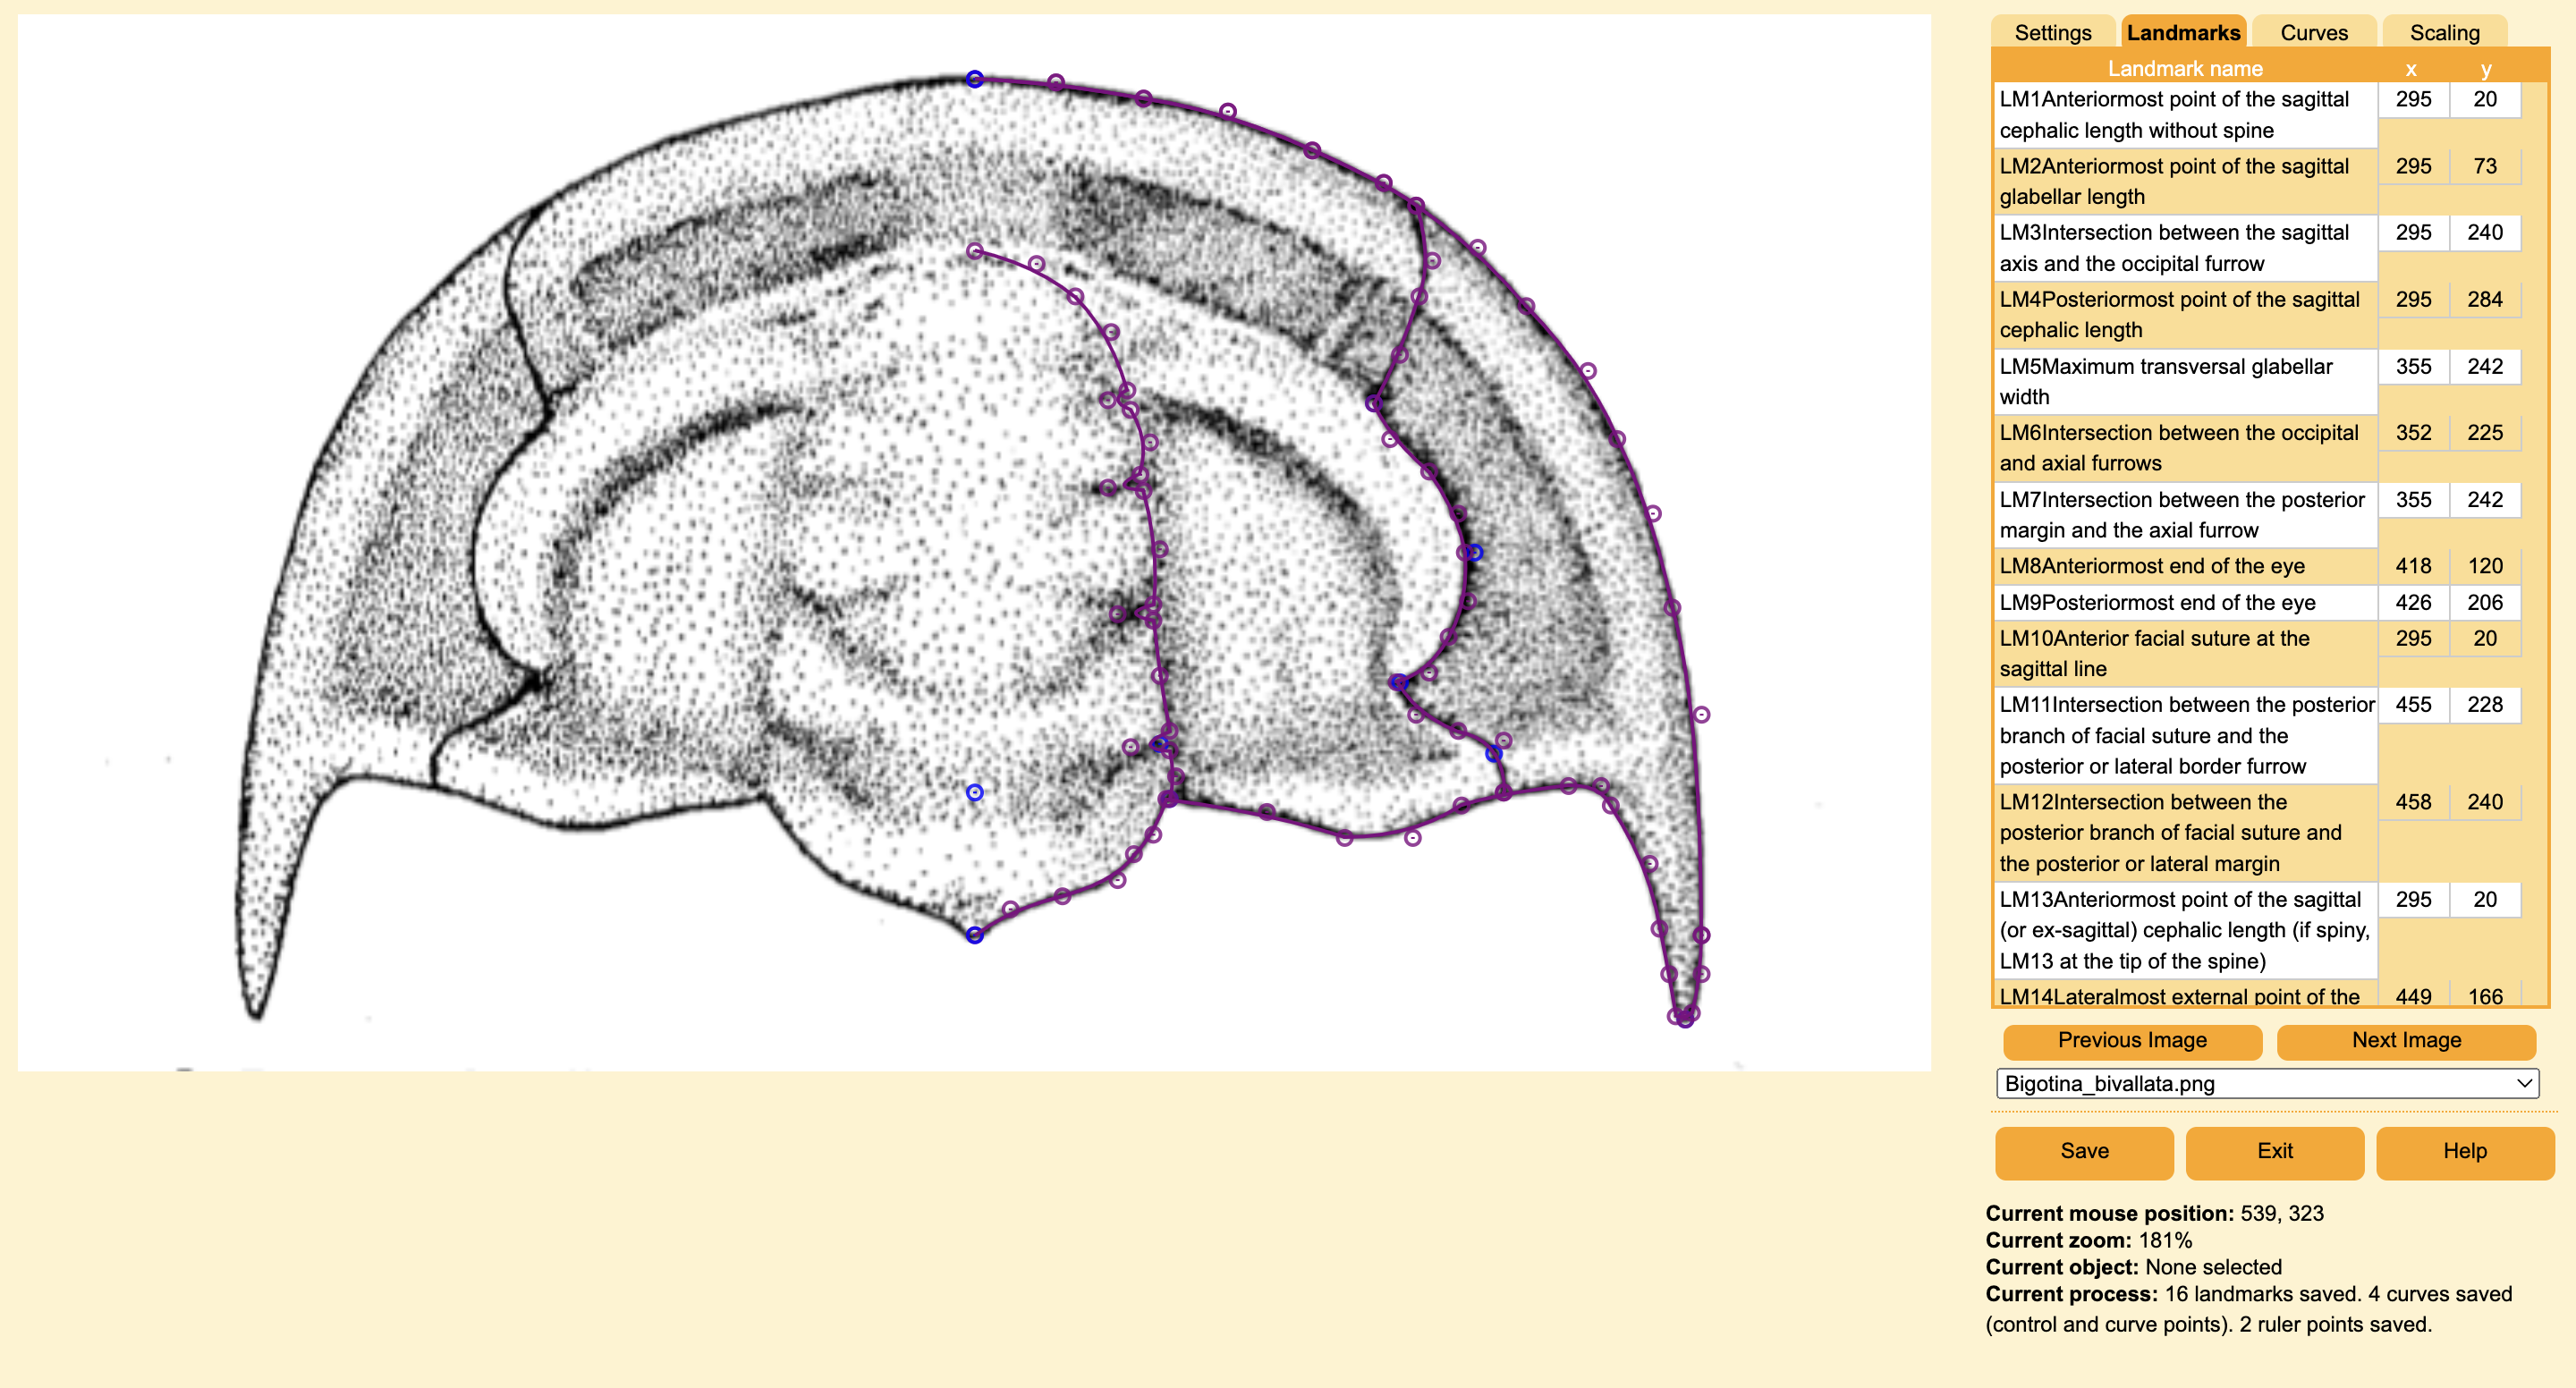 Settings Landmarks Curves Scaling
Landmark name x y
LM1Anteriormost point of the sagittal 295 20
cephalic length without spine
LM2Anteriormost point of the sagittal 295 73
glabellar length
LM3Intersection between the sagittal 295 240
axis and the occipital furrow
LM4Posteriormost point of the sagittal 295 284
cephalic length
LM5Maximum transversal glabellar 355 242
width
LM6Intersection between the occipital 352 225
and axial furrows
LM7Intersection between the posterior 355 242
margin and the axial furrow
LM8Anteriormost end of the eye 418 120
LM9Posteriormost end of the eye 426 206
LM10Anterior facial suture at the 295 20
sagittal line
LM11Intersection between the posterior 455 228
branch of facial suture and the
posterior or lateral border furrow
LM12Intersection between the 458 240
posterior branch of facial suture and
the posterior or lateral margin
LM13Anteriormost point of the sagittal 295 20
(or ex-sagittal) cephalic length (if spiny,
LM13 at the tip of the spine)
LM14Lateralmost external point of the 449 166
Previous Image Next Image
Bigotina_bivallata.png
Save Exit Help
Current mouse position: 539, 323
Current zoom: 181%
Current object: None selected
Current process: 16 landmarks saved. 4 curves saved
(control and curve points). 2 ruler points saved.